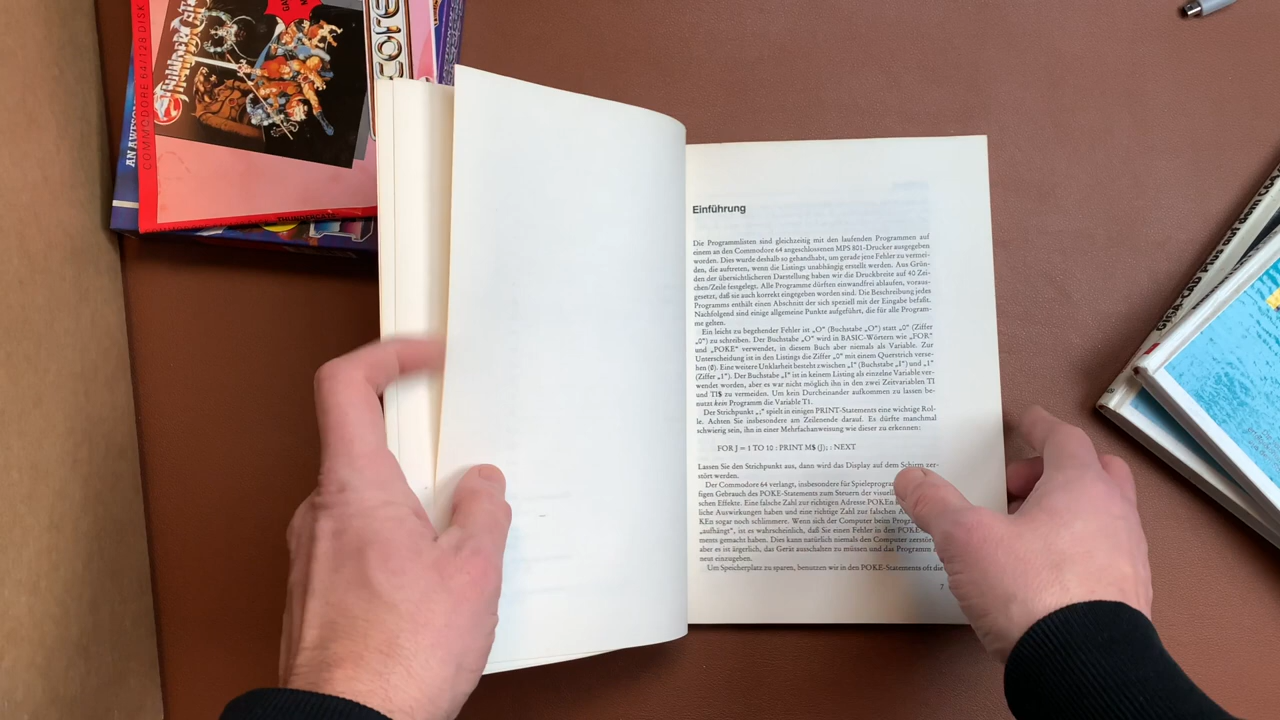 COMMODORE 64/128 DISK
THUNDERCATS
AN AWESO
core
THUNDERCATS
GIGA-CAD Plus auf dem C
Einführung
Die Programmlisten sind gleichzeitig mit den laufenden Programmen auf
einem an den Commodore 64 angeschlossenen MPS 801-Drucker ausgegeben
worden. Dies wurde deshalb so gehandhabt, um gerade jene Fehler zu vermei-
den, die auftreten, wenn die Listings unabhängig erstellt werden. Aus Grün-
den der übersichtlicheren Darstellung haben wir die Druckbreite auf 40 Zei-
chen/Zeile festgelegt. Alle Programme dürften einwandfrei ablaufen, voraus-
gesetzt, daß sie auch korrekt eingegeben worden sind. Die Beschreibung jedes
Programms enthält einen Abschnitt der sich speziell mit der Eingabe befaßt.
Nachfolgend sind einige allgemeine Punkte aufgeführt, die für alle Program-
me gelten.
Ein leicht zu begehender Fehler ist „O" (Buchstabe „O") statt „0" (Ziffer
„0") zu schreiben. Der Buchstabe „O" wird in BASIC-Wörtern wie „FOR"
und „POKE" verwendet, in diesem Buch aber niemals als Variable. Zur
Unterscheidung ist in den Listings die Ziffer „0" mit einem Querstrich verse-
hen (Ø). Eine weitere Unklarheit besteht zwischen „I" (Buchstabe „I") und „1"
(Ziffer „1"). Der Buchstabe „I" ist in keinem Listing als einzelne Variable ver-
wendet worden, aber es war nicht möglich ihn in den zwei Zeitvariablen TI
und TI$ zu vermeiden. Um kein Durcheinander aufkommen zu lassen be-
nutzt kein Programm die Variable T1.
Der Strichpunkt „;" spielt in einigen PRINT-Statements eine wichtige Rol-
le. Achten Sie insbesondere am Zeilenende darauf. Es dürfte manchmal
schwierig sein, ihn in einer Mehrfachanweisung wie dieser zu erkennen:
FOR J = 1 TO 10 : PRINT M$ (J); : NEXT
Lassen Sie den Strichpunkt aus, dann wird das Display auf dem Schirm zer-
stört werden.
Der Commodore 64 verlangt, insbesondere für Spieleprogra
figen Gebrauch des POKE-Statements zum Steuern der visuell
schen Effekte. Eine falsche Zahl zur richtigen Adresse POKEn
liche Auswirkungen haben und eine richtige Zahl zur falschen A
KEn sogar noch schlimmere. Wenn sich der Computer beim Progr
„aufhängt", ist es wahrscheinlich, daß Sie einen Fehler in den POKE-S
ments gemacht haben. Dies kann natürlich niemals den Computer zerstör
aber es ist ärgerlich, das Gerät ausschalten zu müssen und das Programm
neu einzugeben.
Um Speicherplatz zu sparen, benutzen wir in den POKE-Statements oft die
7